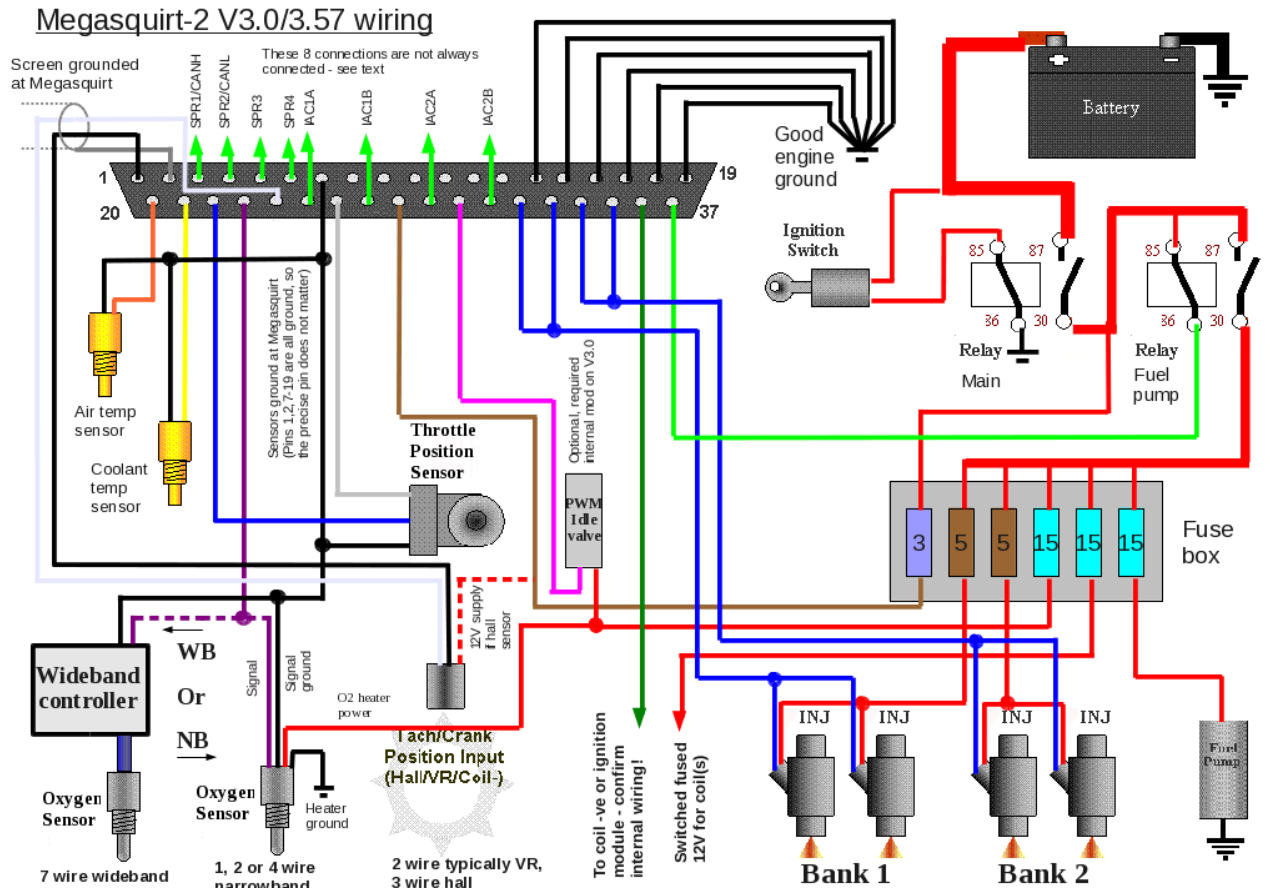 Megasquirt-2 V3.0/3.57 wiring
Screen grounded
at Megasquirt
These 8 connections are not always
connected - see text
SPR1/CANH
SPR2/CANL
SPR3
SPR4
IAC1A
IAC1B
IAC2A
IAC2B
1
19
20
37
Good
engine
ground
Battery
Ignition
Switch
85
87
36
30
Relay
Main
85
87
36
30
Relay
Fuel
pump
Air temp
sensor
Coolant
temp
sensor
Sensors ground at Megasquirt
(Pins 1,2,7-19 are all ground, so
the precise pin does not matter)
Throttle
Position
Sensor
Optional, required
internal mod on V3.0
PWM
Idle
valve
3
5
5
15
15
15
Fuse
box
12V supply
if hall
sensor
Wideband
controller
WB
Or
NB
Signal
Signal
ground
O2 heater
power
Tach/Crank
Position Input
(Hall/VR/Coil-)
Oxygen
Sensor
Oxygen
Sensor
Heater
ground
7 wire wideband
1, 2 or 4 wire
narrowband
2 wire typically VR,
3 wire hall
To coil -ve or ignition
module - confirm
internal wiring!
Switched fused
12V for coil(s)
INJ
INJ
INJ
INJ
Bank 1
Bank 2
Fuel
Pump